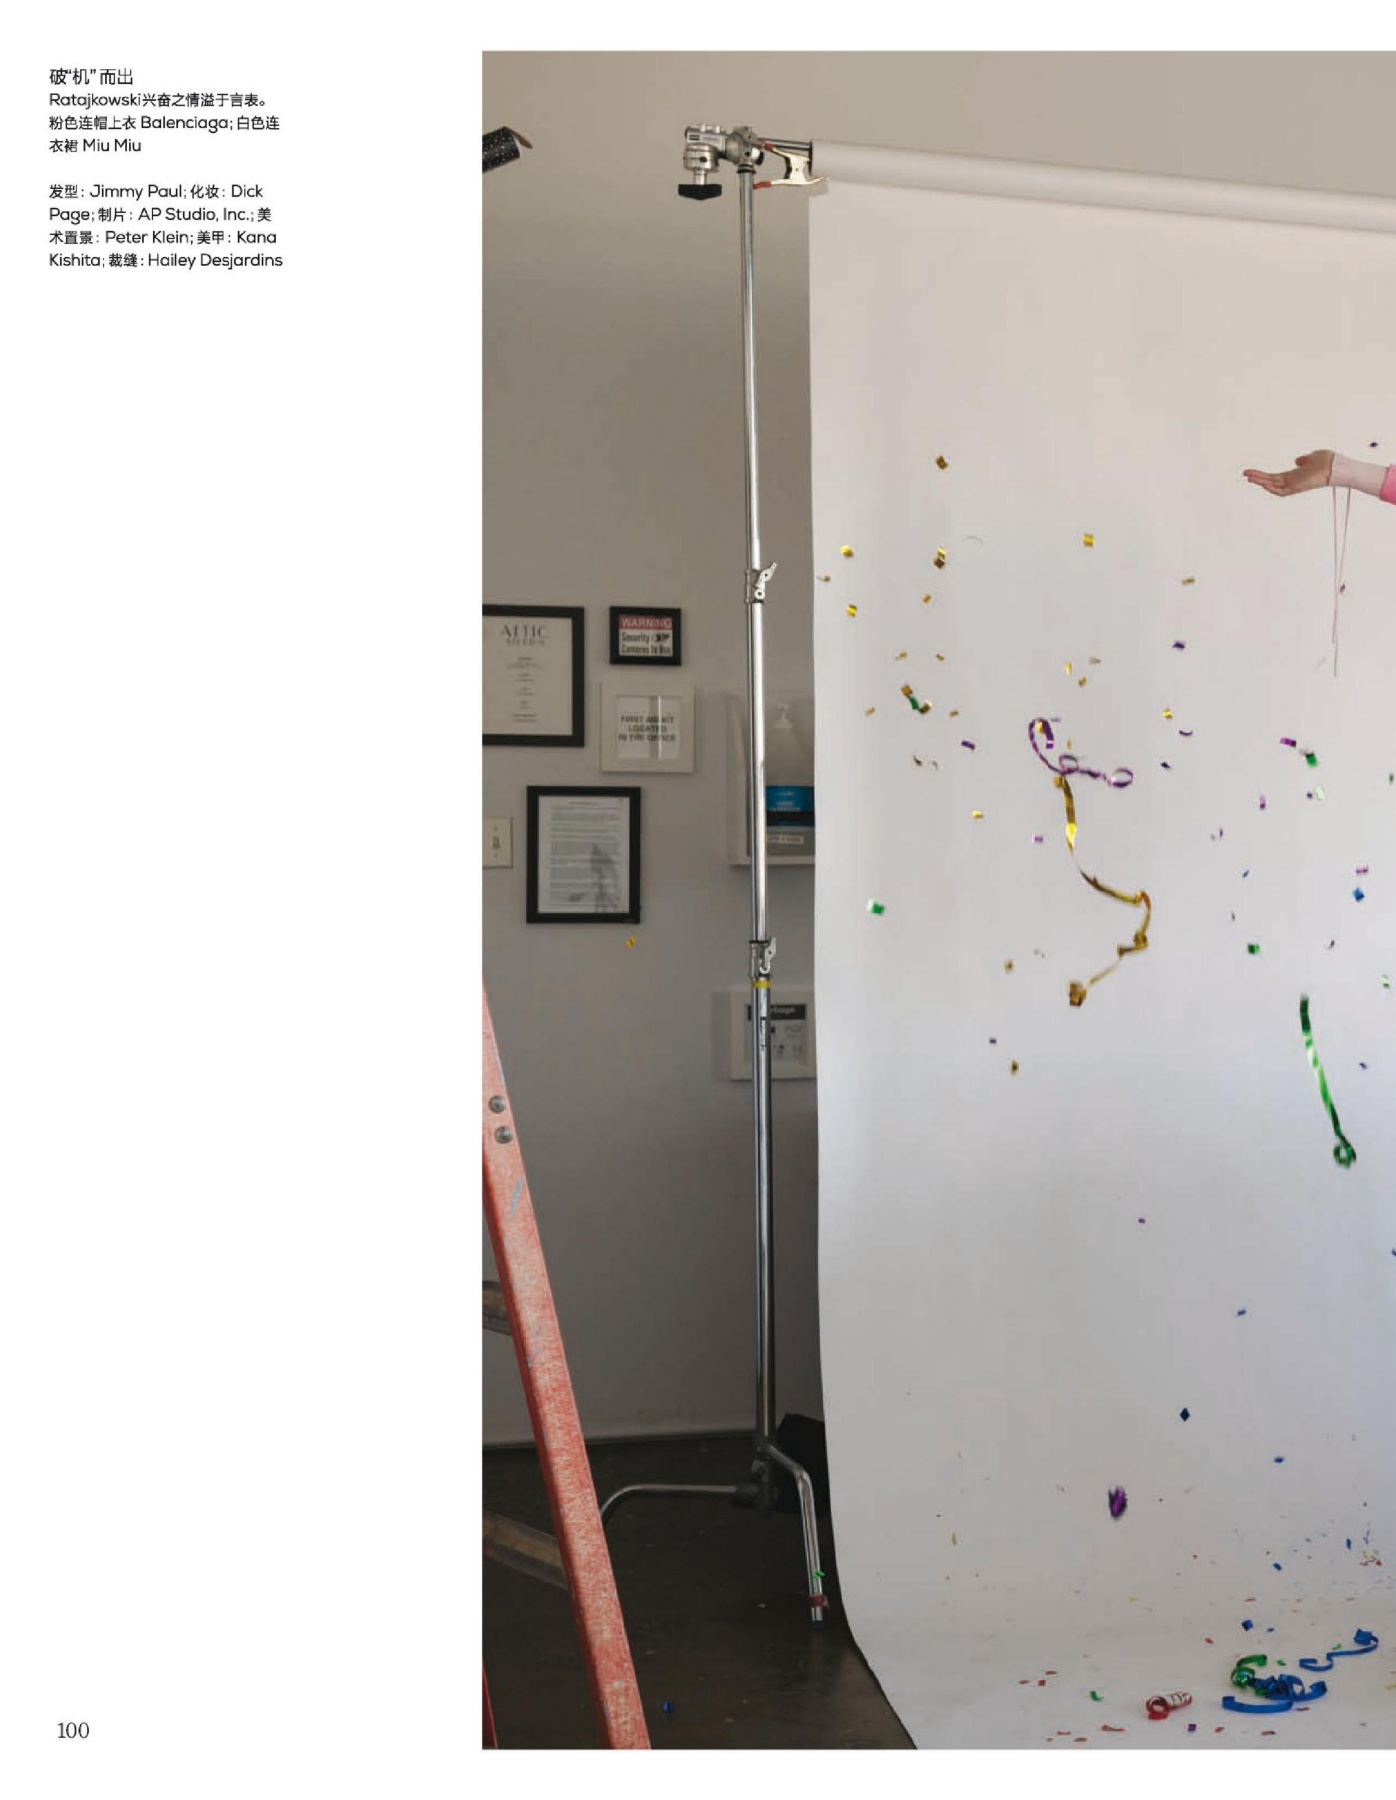 破“机”而出
Ratajkowski兴奋之情溢于言表。
粉色连帽上衣 Balenciaga; 白色连
衣裙 Miu Miu
发型: Jimmy Paul; 化妆: Dick
Page; 制片: AP Studio, Inc.; 美
术置景: Peter Klein; 美甲: Kana
Kishita; 裁缝: Hailey Desjardins
ATTIC
STUDIOS
WARNING
Security
Cameras In Use
FIRST AID KIT
LOCATED
IN THE OFFICE
100